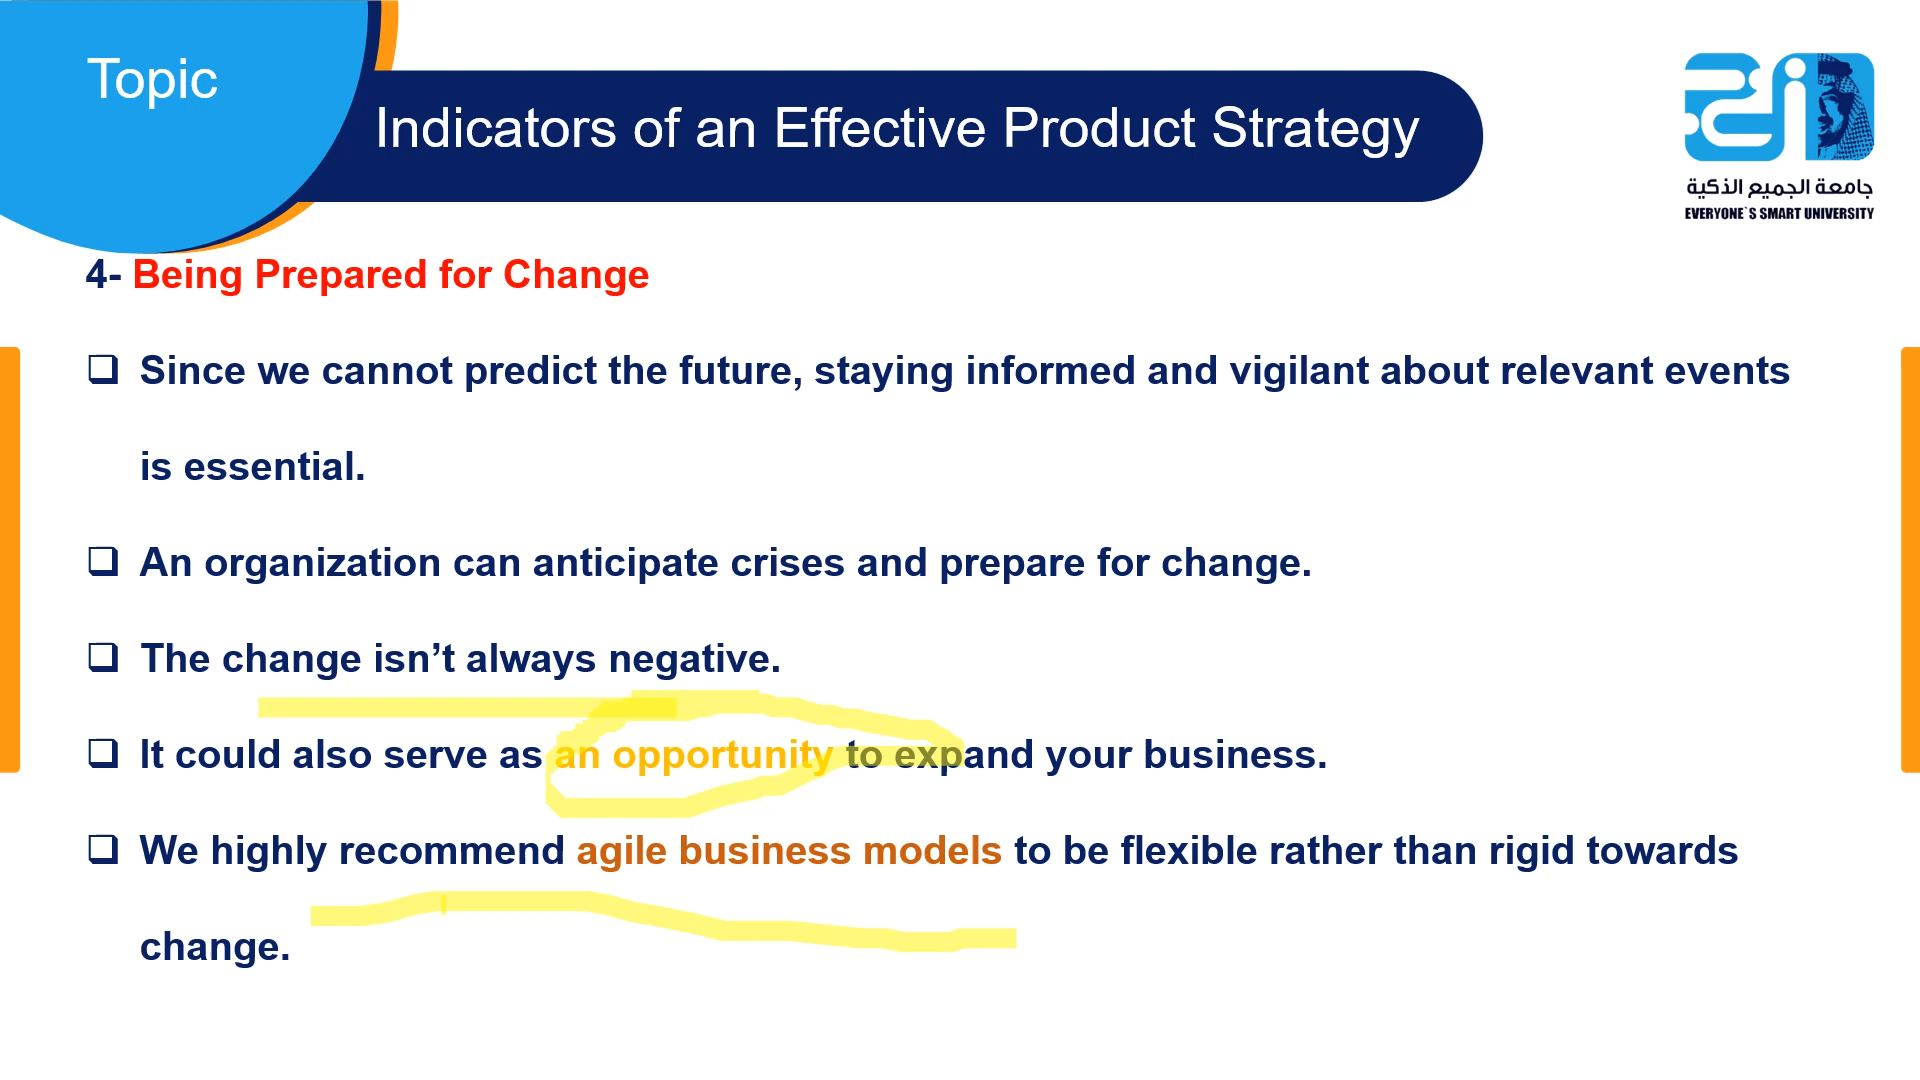 Topic
Indicators of an Effective Product Strategy
جامعة الجميع الذكية
EVERYONE`S SMART UNIVERSITY
4- Being Prepared for Change
❑ Since we cannot predict the future, staying informed and vigilant about relevant events
is essential.
❑ An organization can anticipate crises and prepare for change.
❑ The change isn’t always negative.
❑ It could also serve as an opportunity to expand your business.
❑ We highly recommend agile business models to be flexible rather than rigid towards
change.